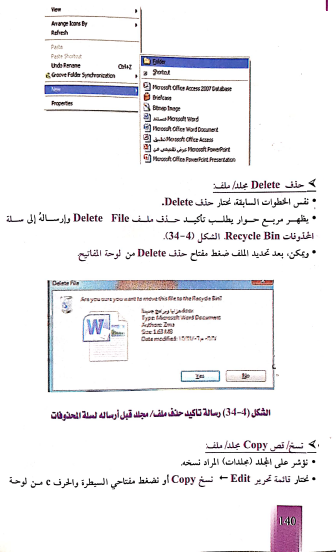 View
Arrange Icons By
Refresh
Paste
Paste Shortcut
Undo Rename Ctrl+Z
Groove Folder Synchronization
New
Properties
Folder
Shortcut
Microsoft Office Access 2007 Database
Briefcase
Bitmap Image
مستند Microsoft Word
Microsoft Office Word Document
تطبيق Microsoft Office Access
عرض تقديمي من Microsoft PowerPoint
Microsoft Office PowerPoint Presentation
حذف Delete مجلد/ ملف:
• نفس الخطوات السابقة، نختار حذف Delete.
• يظهر مربع حوار يطلب تأكيد حذف ملف Delete File وإرساله إلى سلة
المحذوفات Recycle Bin. الشكل (4-34).
• ويمكن، بعد تحديد الملف ضغط مفتاح حذف Delete من لوحة المفاتيح.
Delete File
Are you sure you want to move this file to the Recycle Bin?
Type: Microsoft Word Document
Authors: Zma
Size: 1.63 MB
Date modified:
Yes
No
الشكل (4-34) رسالة تاكيد حذف ملف/ مجلد قبل أرساله لسلة المحذوفات
نسخ/ قص Copy مجلد/ ملف:
• نؤشر على المجلد (مجلدات) المراد نسخه.
• نختار قائمة تحرير Edit ← نسخ Copy أو نضغط مفتاحي السيطرة والحرف c من لوحة
140